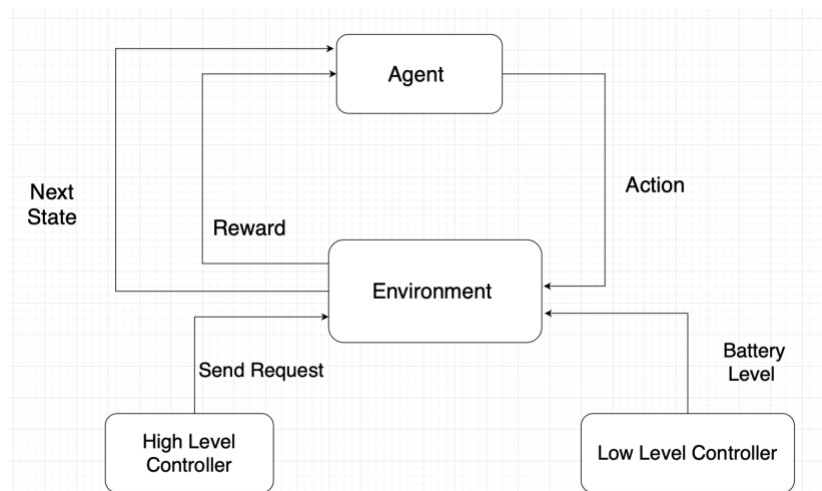 Agent
Next
State
Action
Reward
Environment
Send Request
Battery
Level
High Level
Controller
Low Level Controller